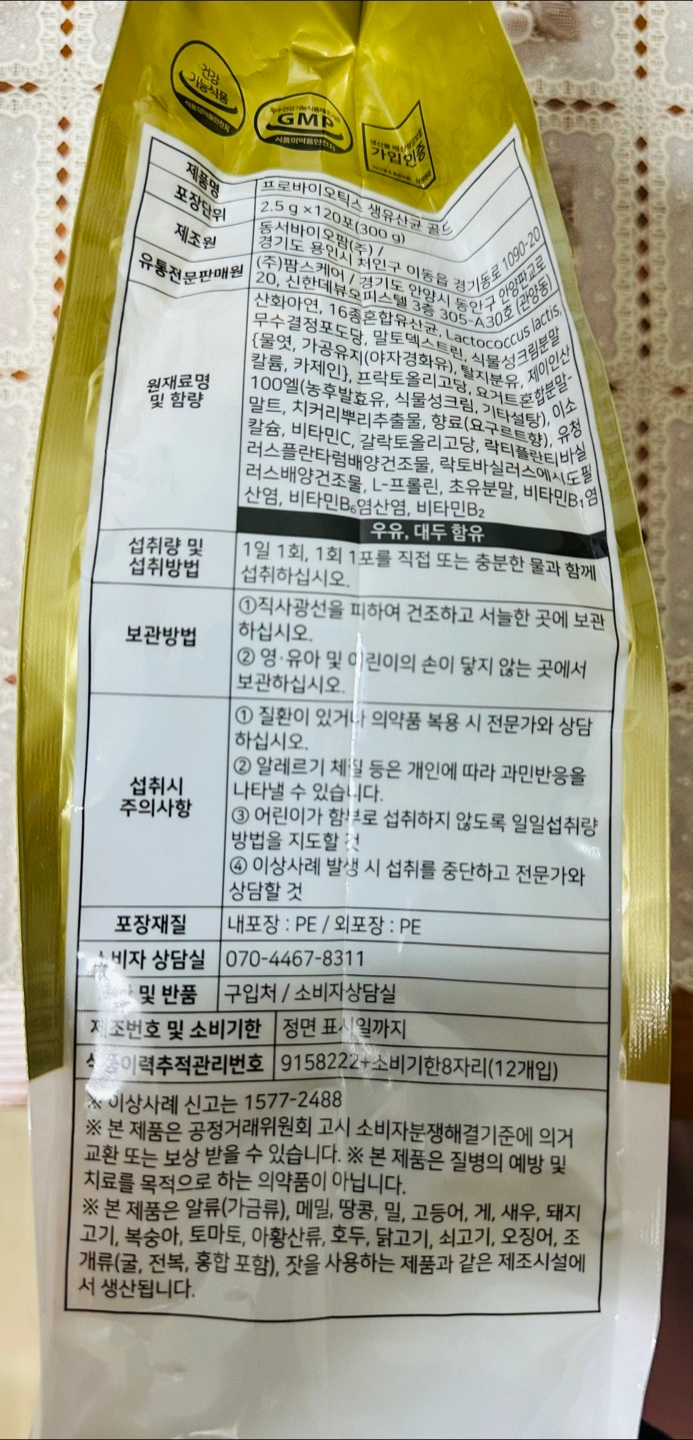 건강
기능식품
식품의약품안전처
GMP
식품의약품안전처
가입인증
제품명
프로바이오틱스 생유산균 골드
포장단위
2.5 g ×120포(300 g)
제조원
동서바이오팜(주) /
경기도 용인시 처인구 이동읍 경기동로 1090-20
유통전문판매원
(주)팜스케어 / 경기도 안양시 동안구 안양판교로
20, 신한데뷰오피스텔 3층 305-A30호 (관양동)
원재료명
및 함량
산화아연, 16종혼합유산균, Lactococcus lactis,
무수결정포도당, 말토덱스트린, 식물성크림분말
{물엿, 가공유지(야자경화유), 탈지분유, 제이인산
칼륨, 카제인}, 프락토올리고당, 요거트혼합분말-
100엘(농후발효유, 식물성크림, 기타설탕), 이소
말트, 치커리뿌리추출물, 향료(요구르트향), 유청
칼슘, 비타민C, 갈락토올리고당, 락티플란티바실
러스플란타럼배양건조물, 락토바실러스에시도필
러스배양건조물, L-프롤린, 초유분말, 비타민B₁염
산염, 비타민B₆염산염, 비타민B₂
우유, 대두 함유
섭취량 및
섭취방법
1일 1회, 1회 1포를 직접 또는 충분한 물과 함께
섭취하십시오.
보관방법
①직사광선을 피하여 건조하고 서늘한 곳에 보관
하십시오.
② 영·유아 및 어린이의 손이 닿지 않는 곳에서
보관하십시오.
섭취시
주의사항
① 질환이 있거나 의약품 복용 시 전문가와 상담
하십시오.
② 알레르기 체질 등은 개인에 따라 과민반응을
나타낼 수 있습니다.
③ 어린이가 함부로 섭취하지 않도록 일일섭취량
방법을 지도할 것
④ 이상사례 발생 시 섭취를 중단하고 전문가와
상담할 것
포장재질
내포장 : PE / 외포장 : PE
소비자 상담실
070-4467-8311
및 반품
구입처 / 소비자상담실
제조번호 및 소비기한
정면 표시일까지
식품이력추적관리번호
9158222+소비기한8자리(12개입)
※ 이상사례 신고는 1577-2488
※ 본 제품은 공정거래위원회 고시 소비자분쟁해결기준에 의거
교환 또는 보상 받을 수 있습니다. ※ 본 제품은 질병의 예방 및
치료를 목적으로 하는 의약품이 아닙니다.
※ 본 제품은 알류(가금류), 메밀, 땅콩, 밀, 고등어, 게, 새우, 돼지
고기, 복숭아, 토마토, 아황산류, 호두, 닭고기, 쇠고기, 오징어, 조
개류(굴, 전복, 홍합 포함), 잣을 사용하는 제품과 같은 제조시설에
서 생산됩니다.